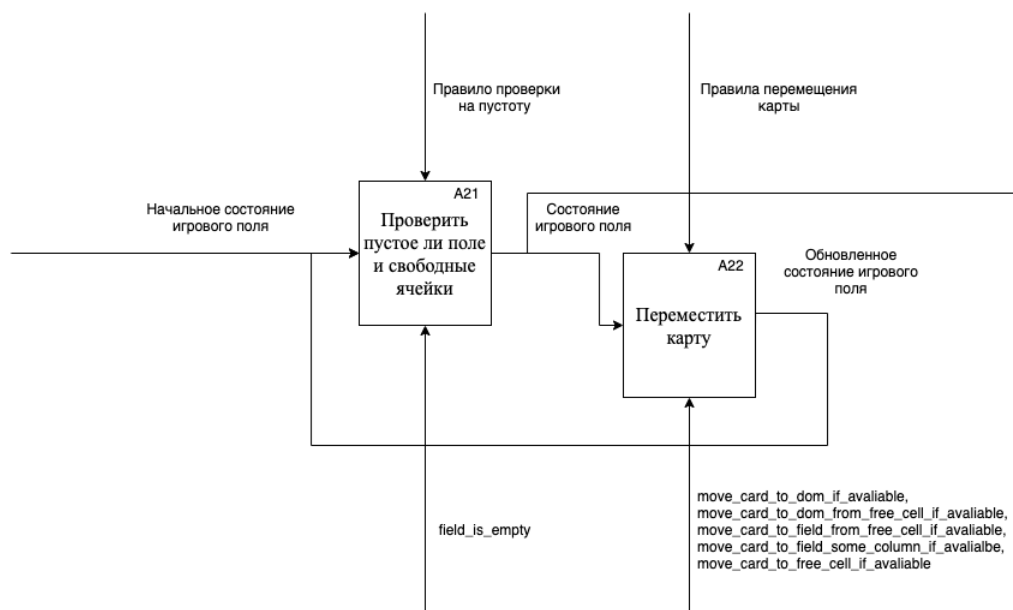 Правило проверки
на пустоту
Правила перемещения
карты
Начальное состояние
игрового поля
A21
Проверить
пустое ли поле
и свободные
ячейки
Состояние
игрового поля
A22
Переместить
карту
Обновленное
состояние игрового
поля
field_is_empty
move_card_to_dom_if_avaliable,
move_card_to_dom_from_free_cell_if_avaliable,
move_card_to_field_from_free_cell_if_avaliable,
move_card_to_field_some_column_if_avalialbe,
move_card_to_free_cell_if_avaliable